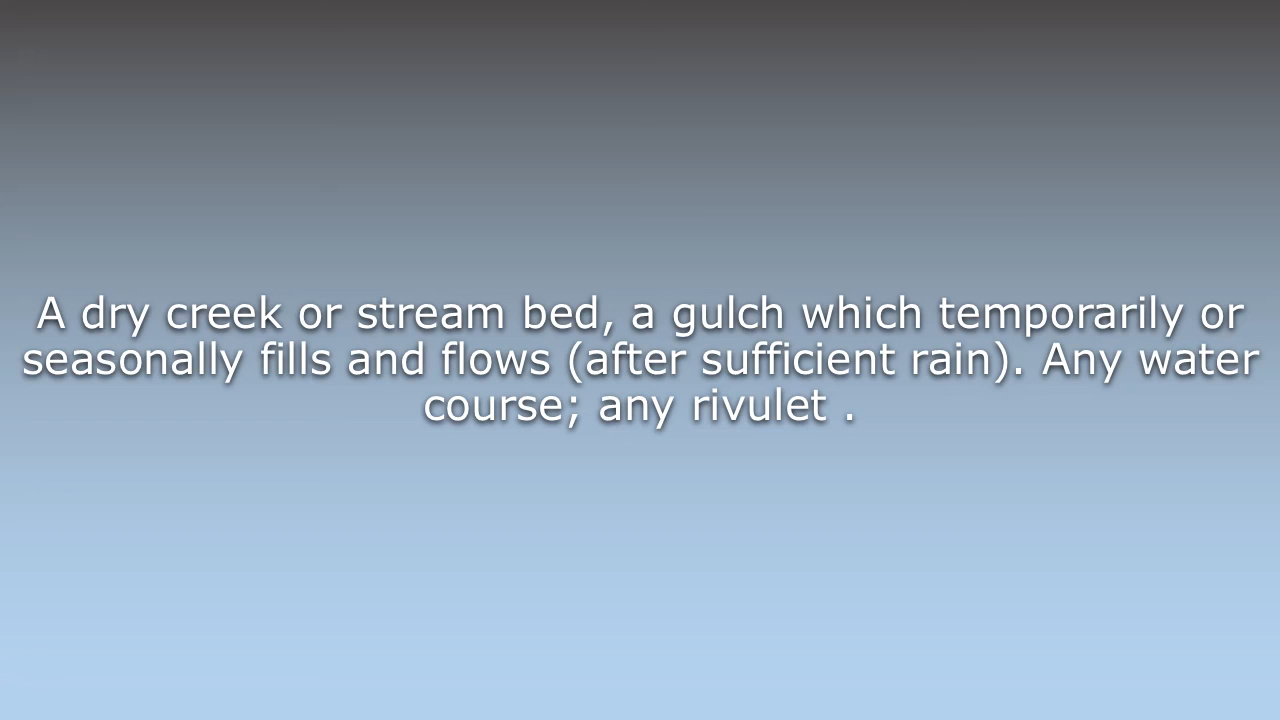 A dry creek or stream bed, a gulch which temporarily or
seasonally fills and flows (after sufficient rain). Any water
course; any rivulet .